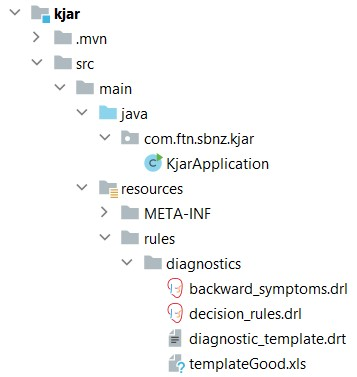 kjar
.mvn
src
main
java
com.ftn.sbnz.kjar
KjarApplication
resources
META-INF
rules
diagnostics
backward_symptoms.drl
decision_rules.drl
diagnostic_template.drt
templateGood.xls